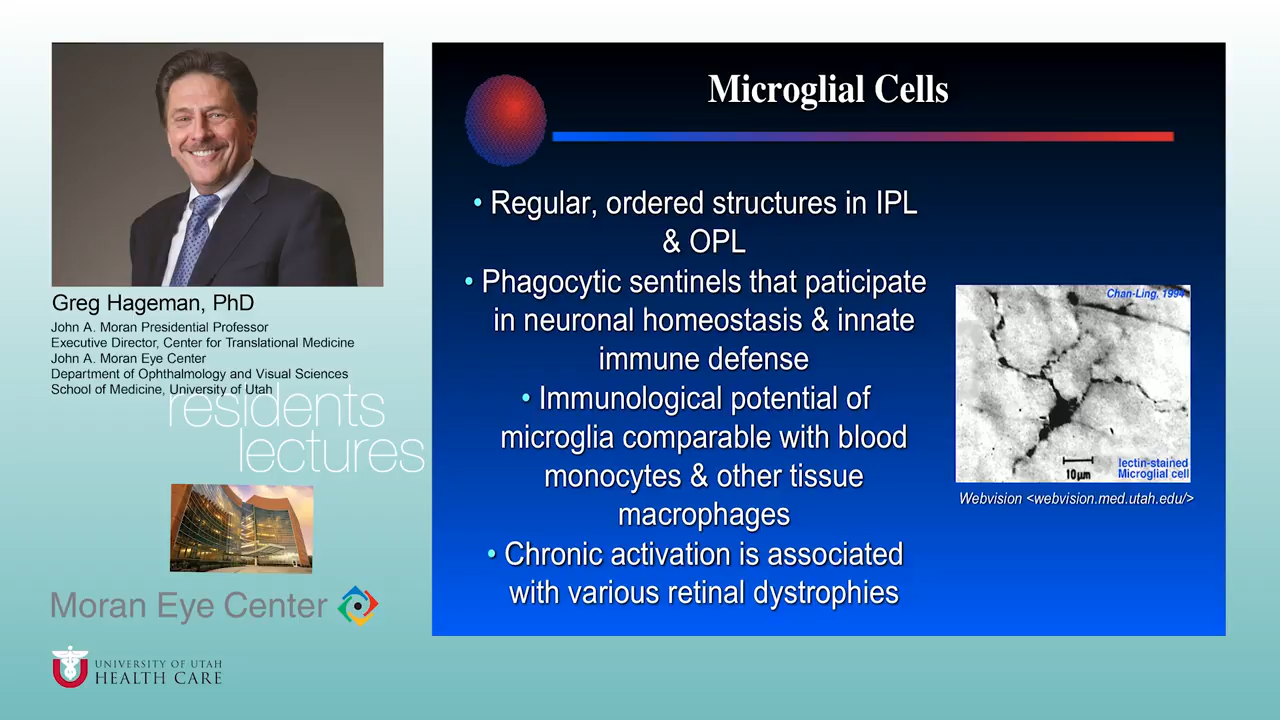 Greg Hageman, PhD
John A. Moran Presidential Professor
Executive Director, Center for Translational Medicine
John A. Moran Eye Center
Department of Ophthalmology and Visual Sciences
School of Medicine, University of Utah
residents
lectures
Moran Eye Center
UNIVERSITY OF UTAH
HEALTH CARE
Microglial Cells
• Regular, ordered structures in IPL
& OPL
• Phagocytic sentinels that paticipate
in neuronal homeostasis & innate
immune defense
• Immunological potential of
microglia comparable with blood
monocytes & other tissue
macrophages
• Chronic activation is associated
with various retinal dystrophies
Chan-Ling, 1994
10µm
lectin-stained
Microglial cell
Webvision <webvision.med.utah.edu/>